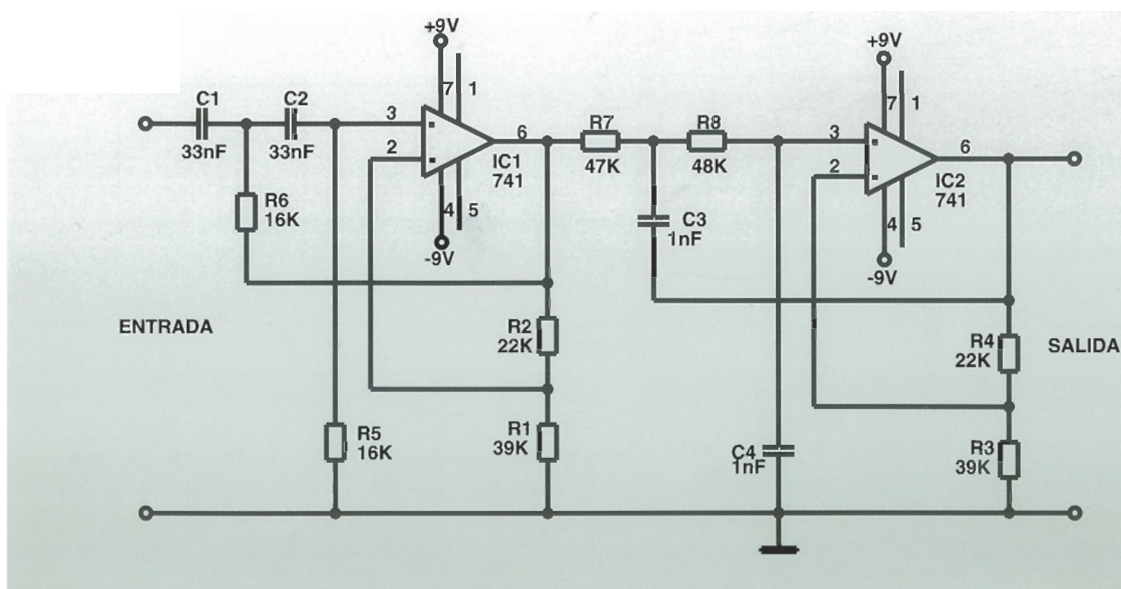 +9V
+9V
7
1
7
1
C1
C2
33nF
33nF
3
2
6
IC1
741
R7
47K
R8
48K
3
2
6
IC2
741
R6
16K
4
5
-9V
C3
1nF
4
5
-9V
ENTRADA
R2
22K
R4
22K
SALIDA
R5
16K
R1
39K
C4
1nF
R3
39K